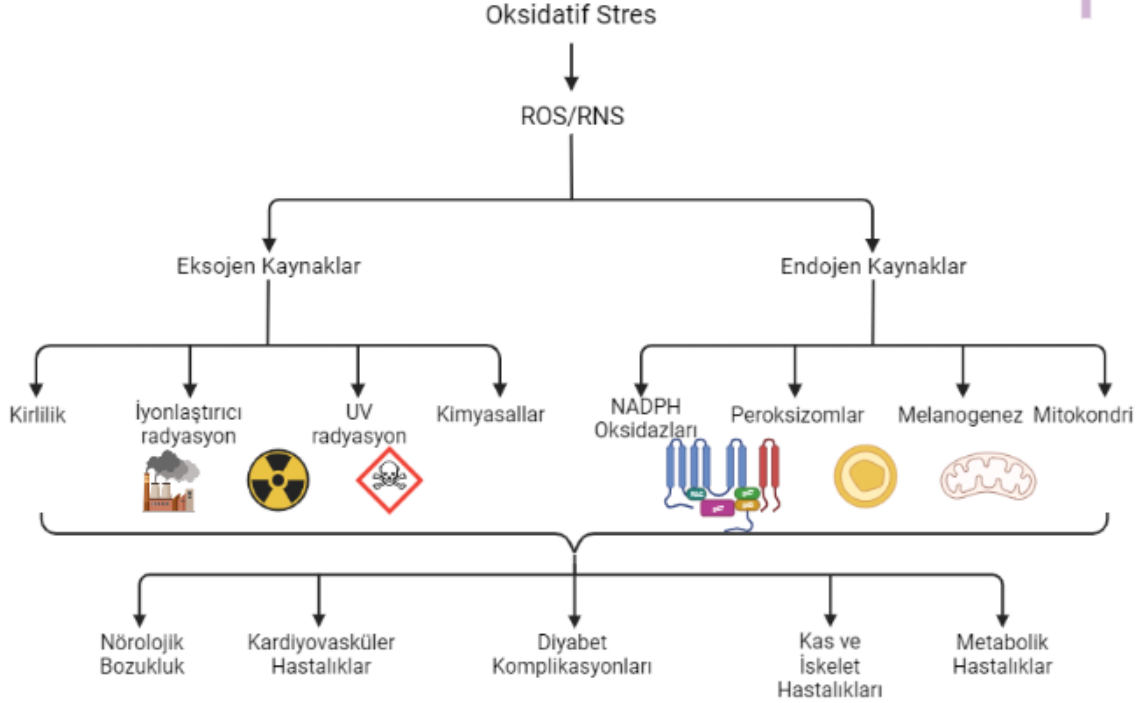 Oksidatif Stres
ROS/RNS
Eksojen Kaynaklar
Endojen Kaynaklar
Kirlilik
İyonlaştırıcı
radyasyon
UV
radyasyon
Kimyasallar
NADPH
Oksidazları
Peroksizomlar
Melanogenez
Mitokondri
Nörolojik
Bozukluk
Kardiyovasküler
Hastalıklar
Diyabet
Komplikasyonları
Kas ve
İskelet
Hastalıkları
Metabolik
Hastalıklar